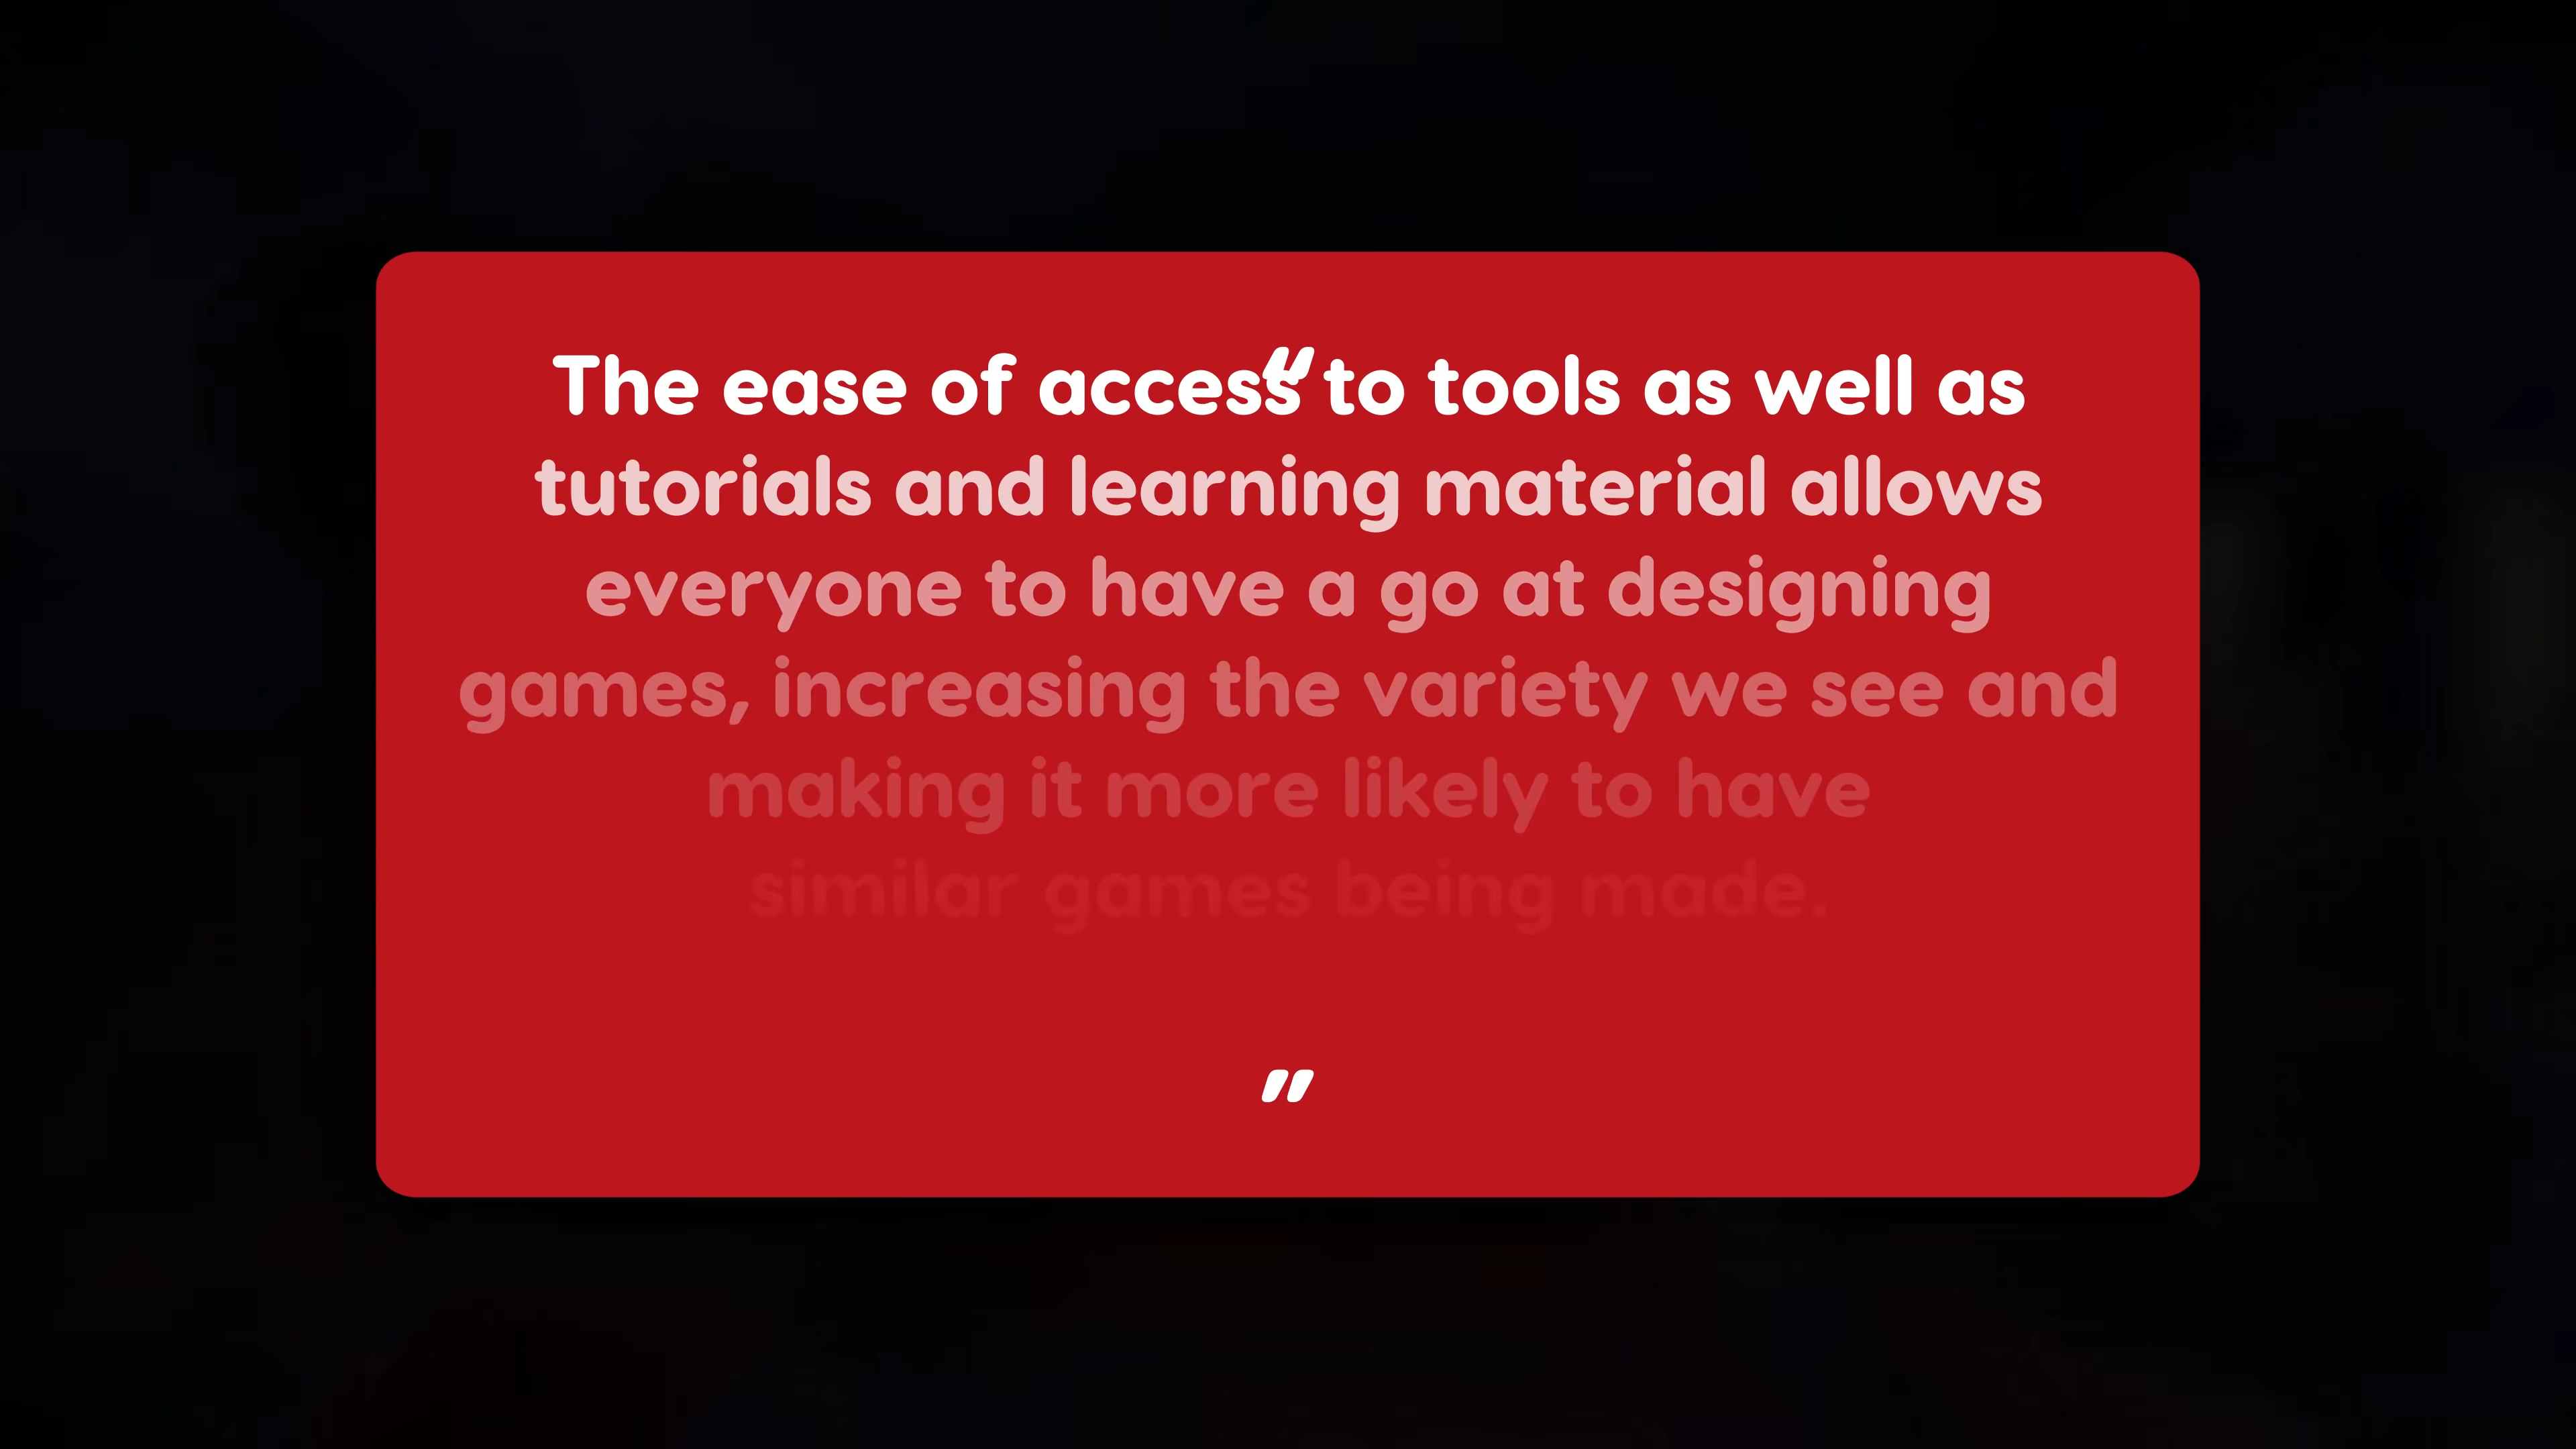 “
The ease of access to tools as well as
tutorials and learning material allows
everyone to have a go at designing
games, increasing the variety we see and
making it more likely to have
similar games being made.
”